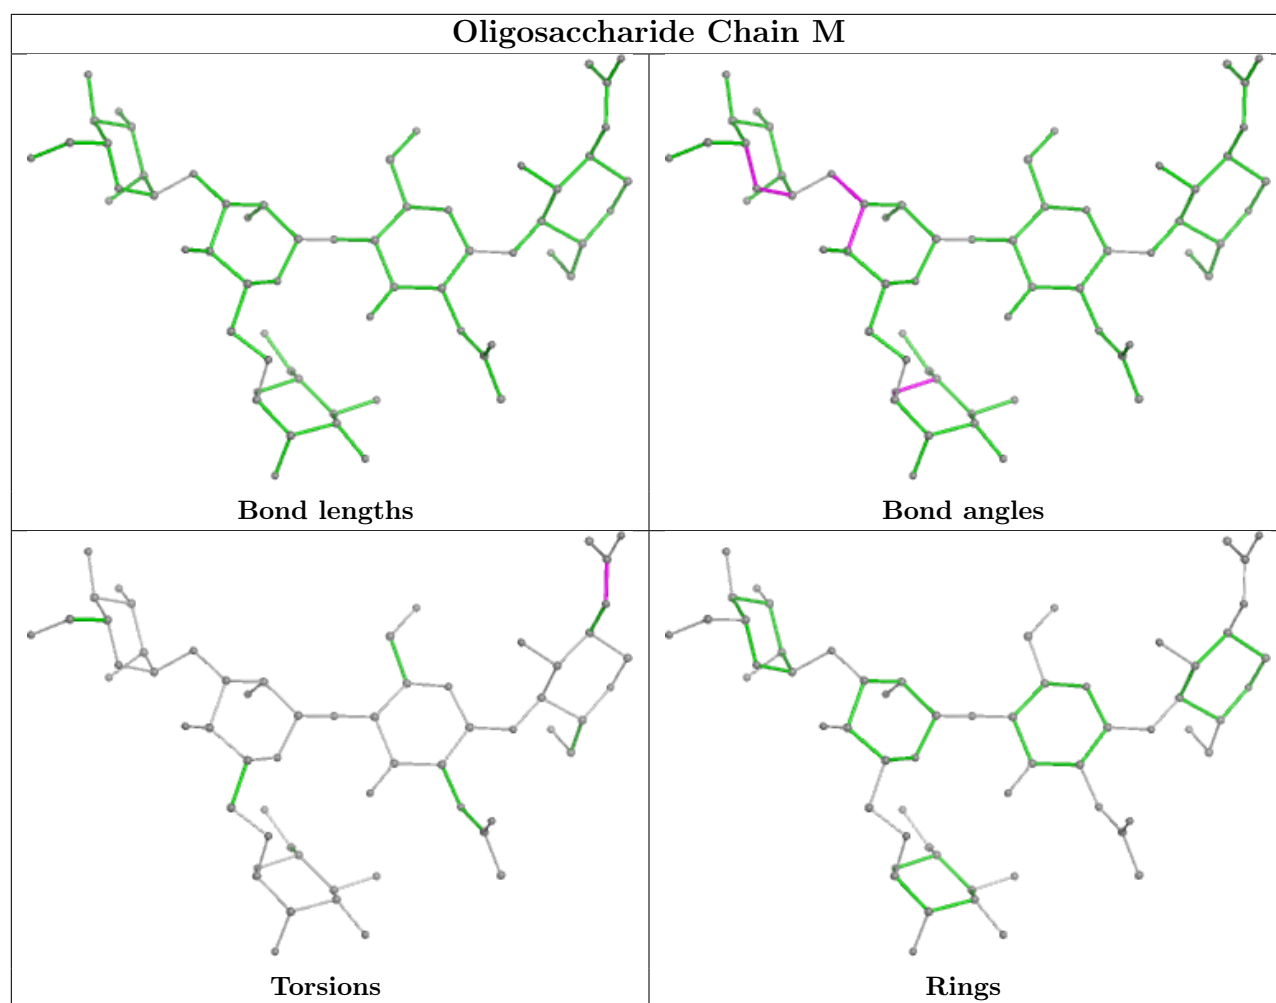 Oligosaccharide Chain M
Bond lengths
Bond angles
Torsions
Rings